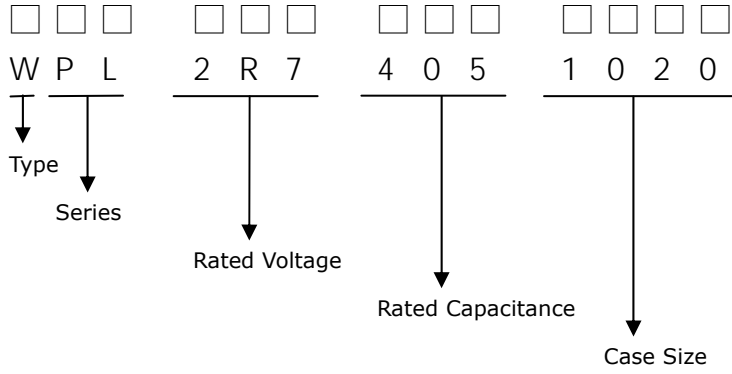 W P L 2 R 7 4 0 5 1 0 2 0
Type
Series
Rated Voltage
Rated Capacitance
Case Size